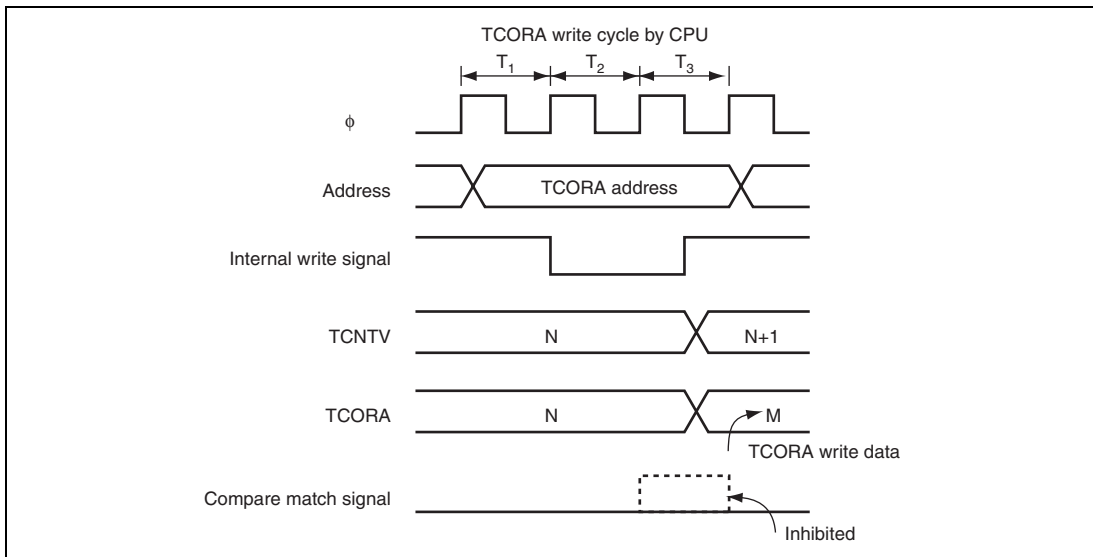 TCORA write cycle by CPU
T1 T2 T3
φ
Address TCORA address
Internal write signal
TCNTV N N+1
TCORA N M
TCORA write data
Compare match signal
Inhibited